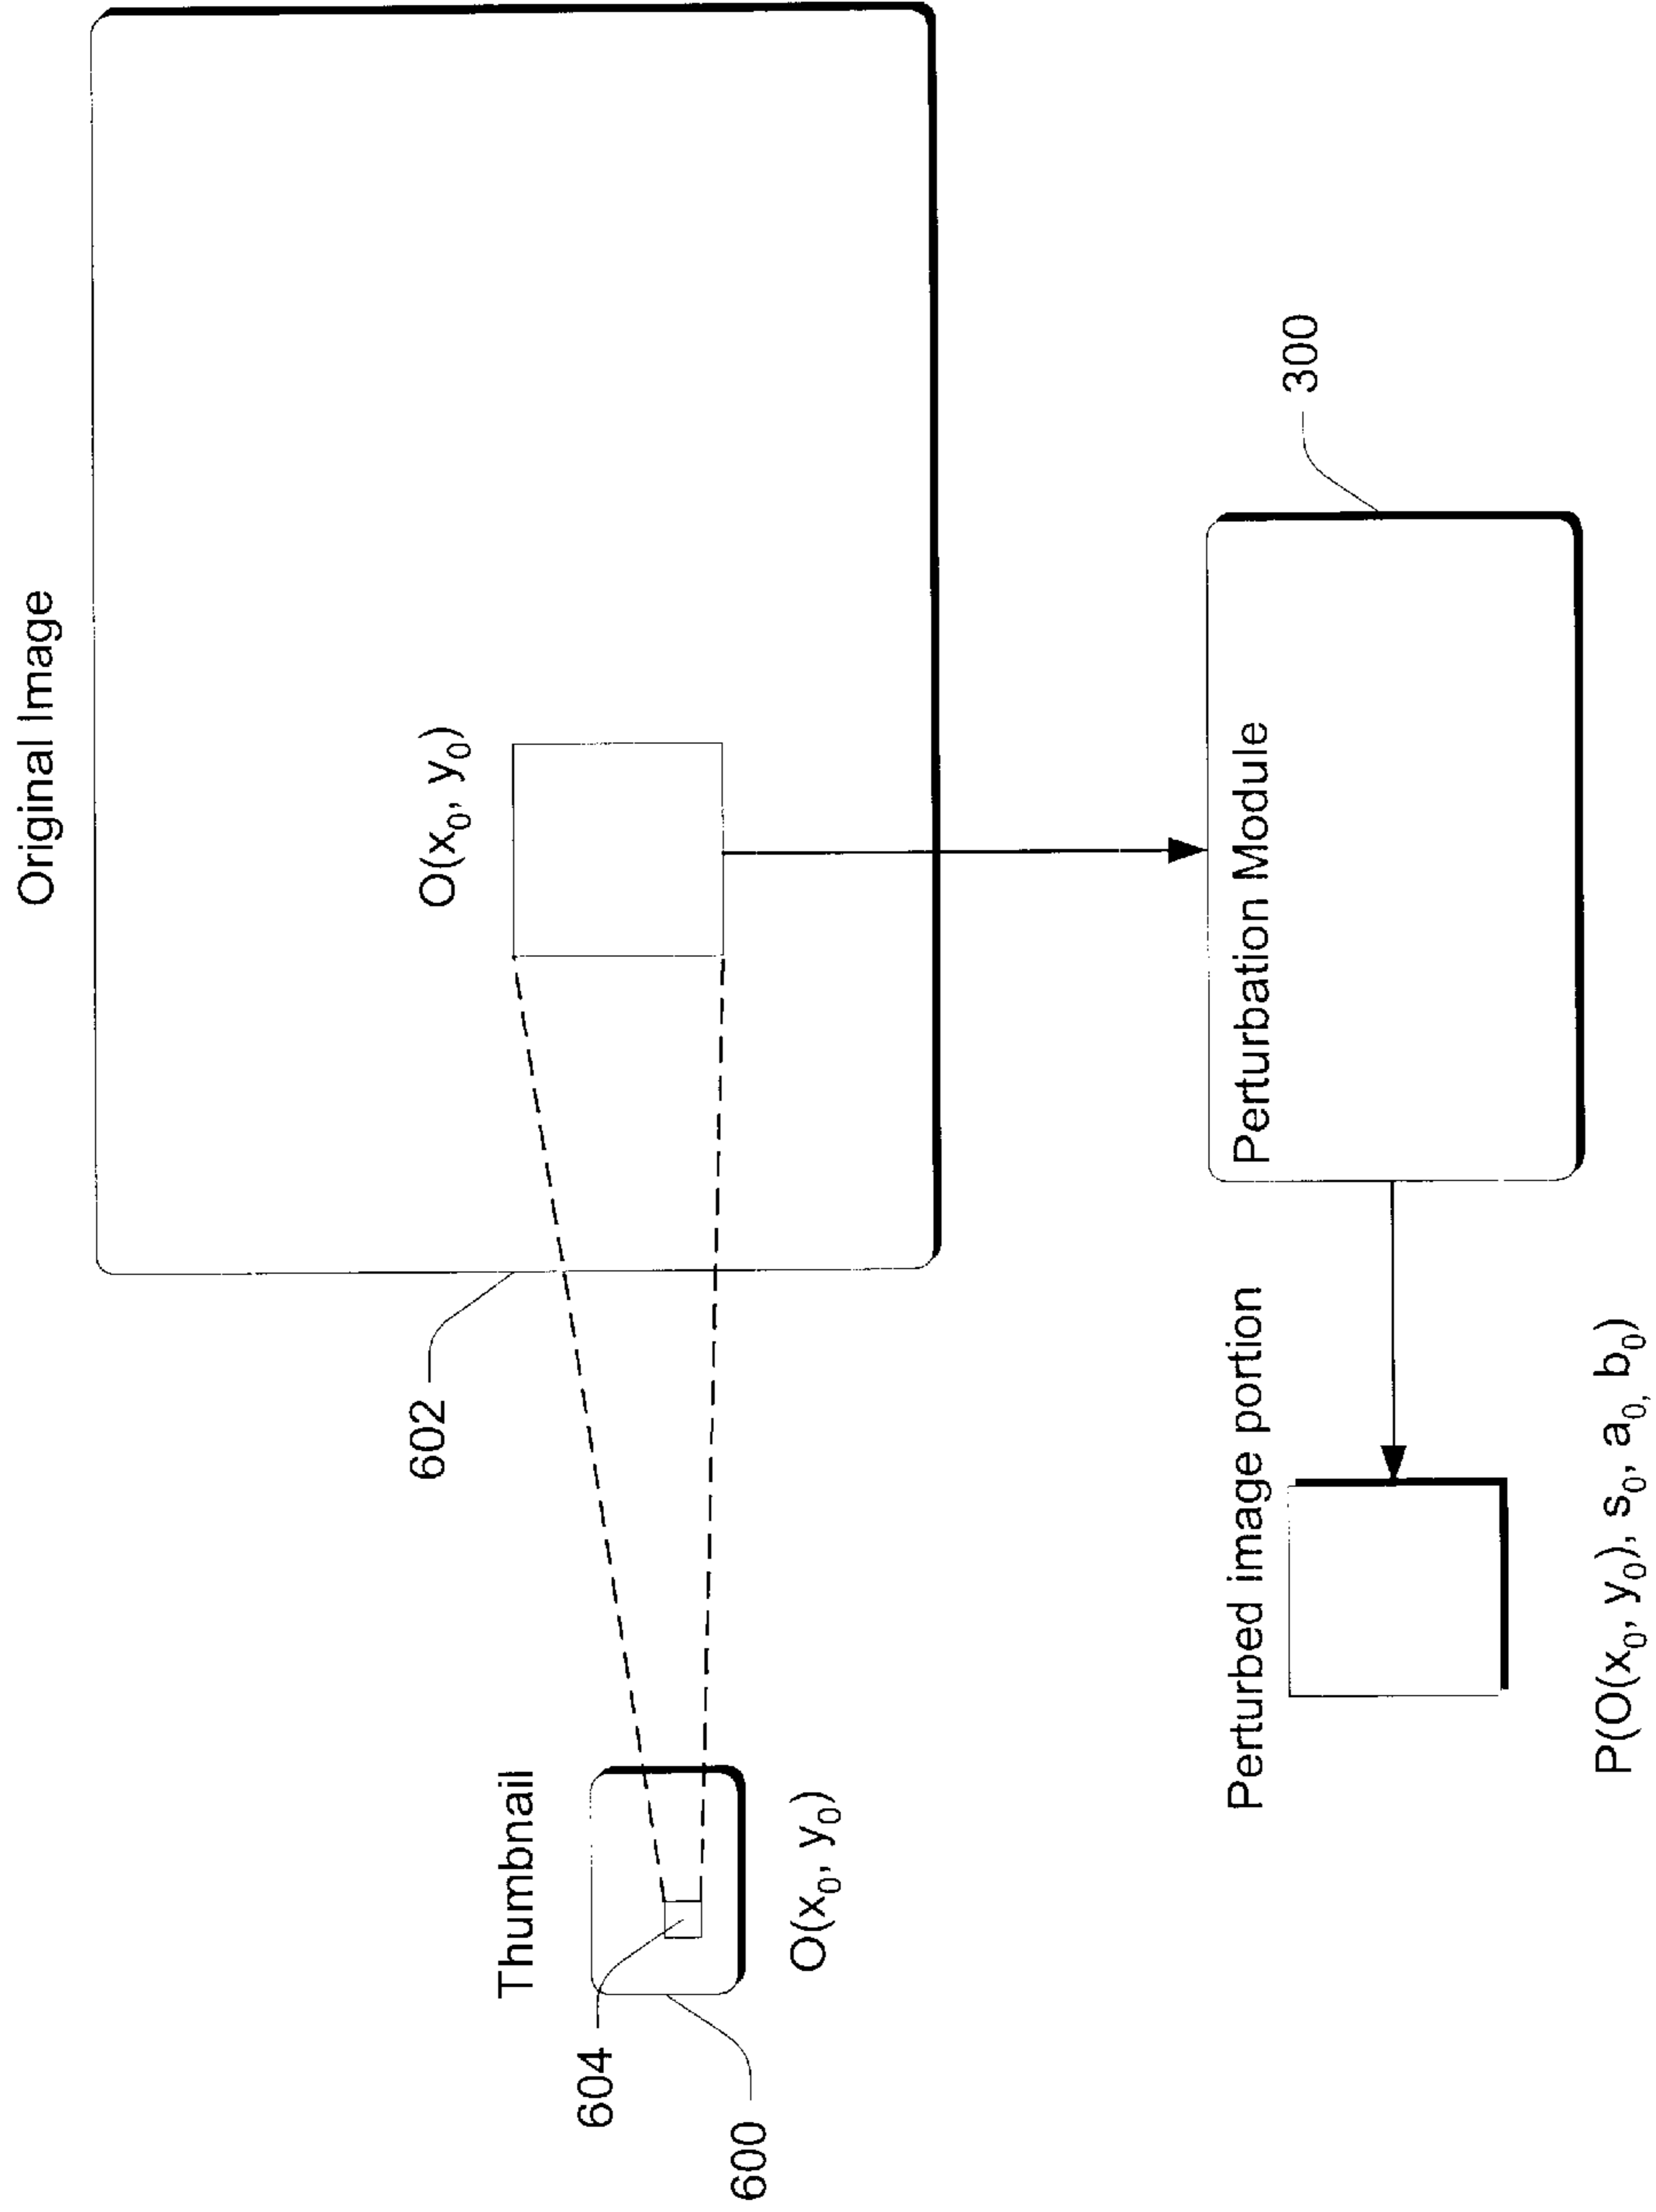 Original Image
O(x₀, y₀)
602
Thumbnail
604
600
O(x₀, y₀)
300
Perturbation Module
Perturbed image portion
P(O(x₀, y₀), s₀, a₀, b₀)